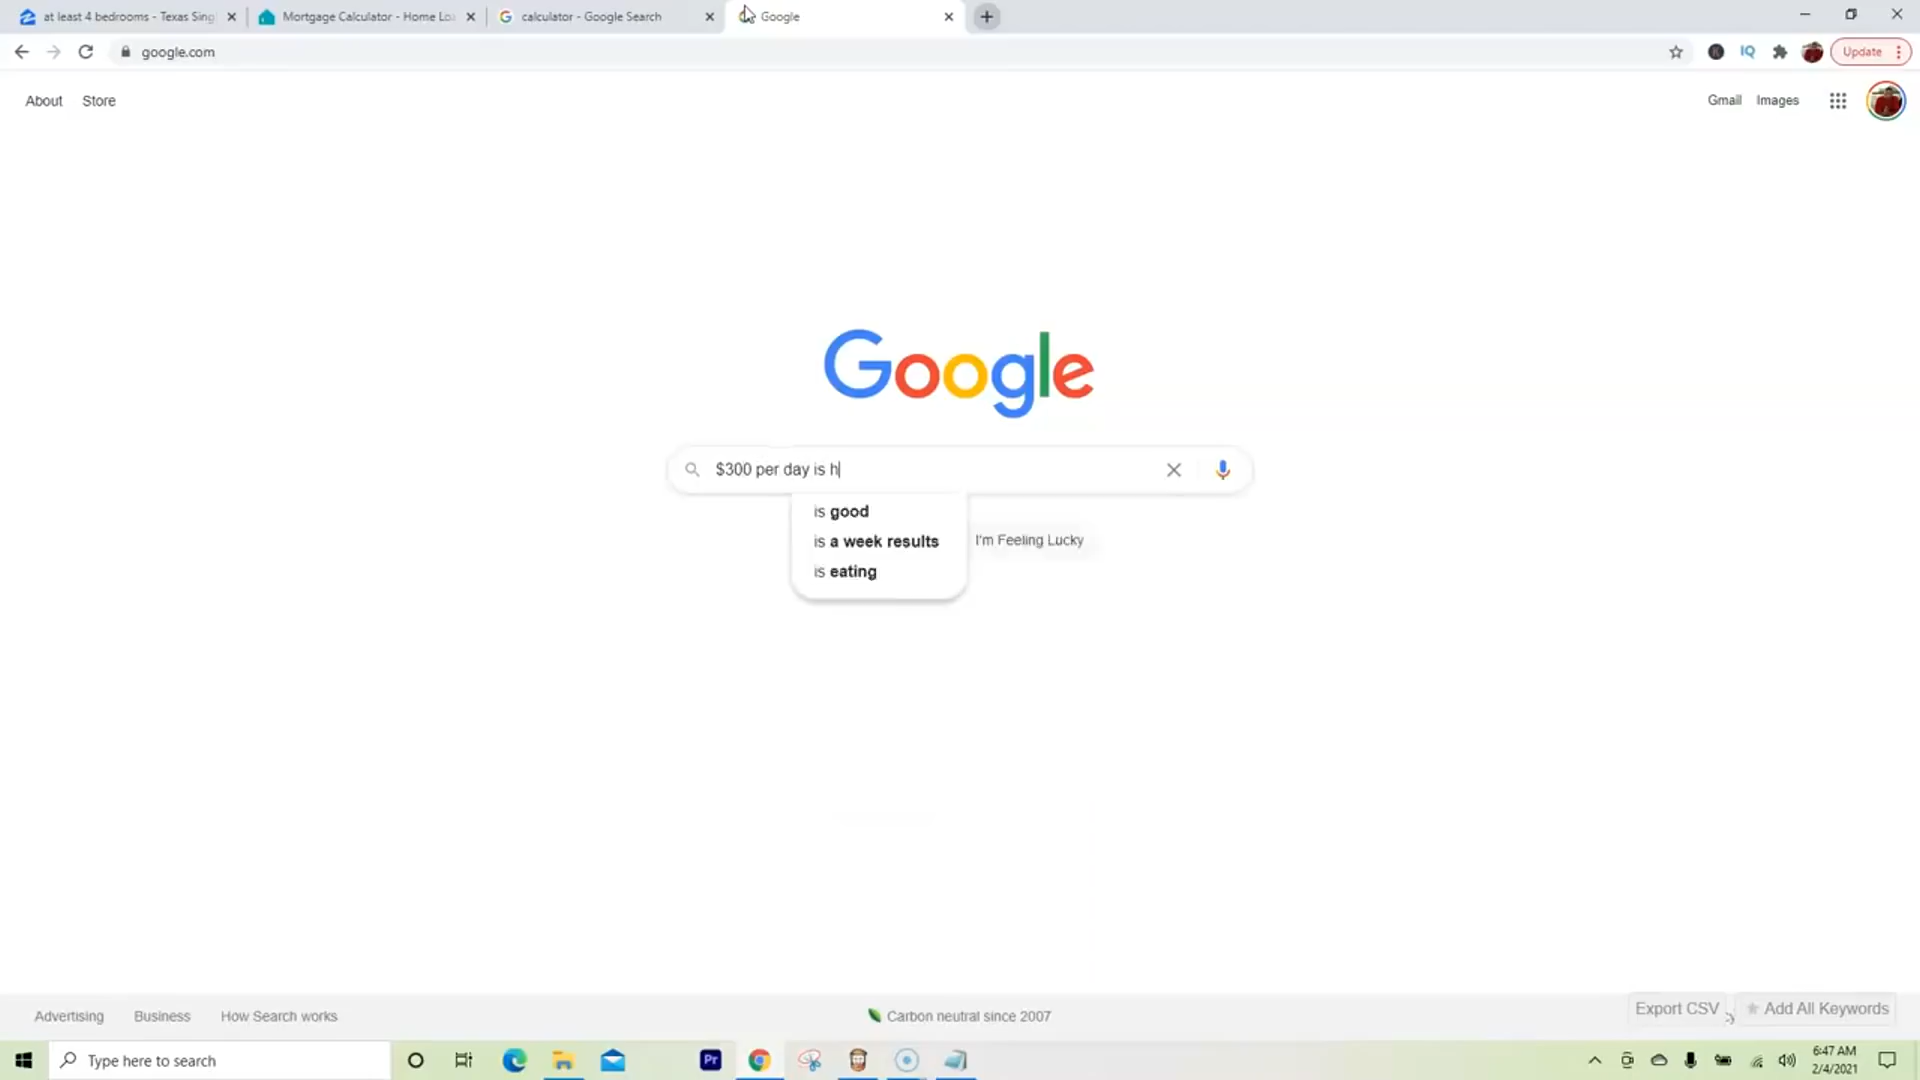 at least 4 bedrooms - Texas Sing
Mortgage Calculator - Home Loa
calculator - Google Search
Google
google.com
IQ
Update
About
Store
Gmail
Images
Google
$300 per day is h
is good
is a week results
is eating
I'm Feeling Lucky
Advertising
Business
How Search works
Carbon neutral since 2007
Export CSV
Add All Keywords
Type here to search
Pr
6:47 AM
2/4/2021